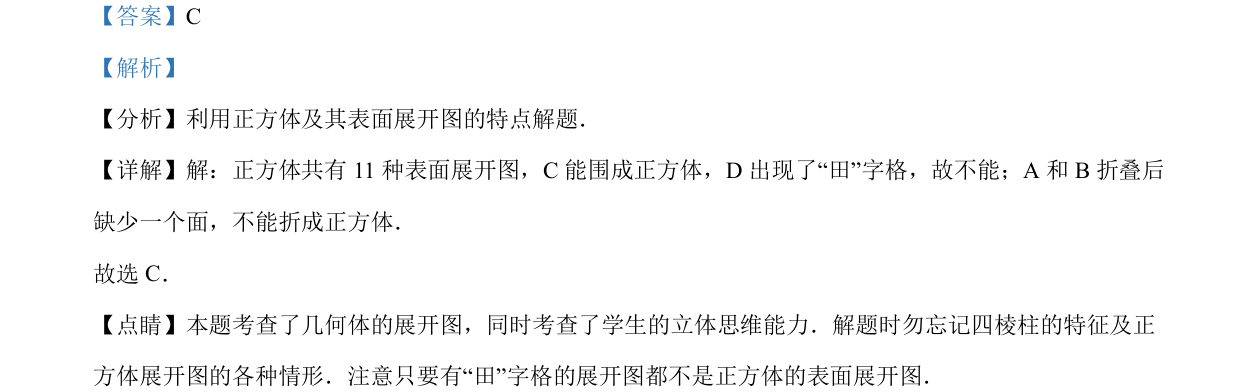 【答案】C
【解析】
【分析】利用正方体及其表面展开图的特点解题．
【详解】解：正方体共有 11 种表面展开图，C 能围成正方体，D 出现了“田”字格，故不能；A 和 B 折叠后
缺少一个面，不能折成正方体．
故选 C．
【点睛】本题考查了几何体的展开图，同时考查了学生的立体思维能力．解题时勿忘记四棱柱的特征及正
方体展开图的各种情形．注意只要有“田”字格的展开图都不是正方体的表面展开图．